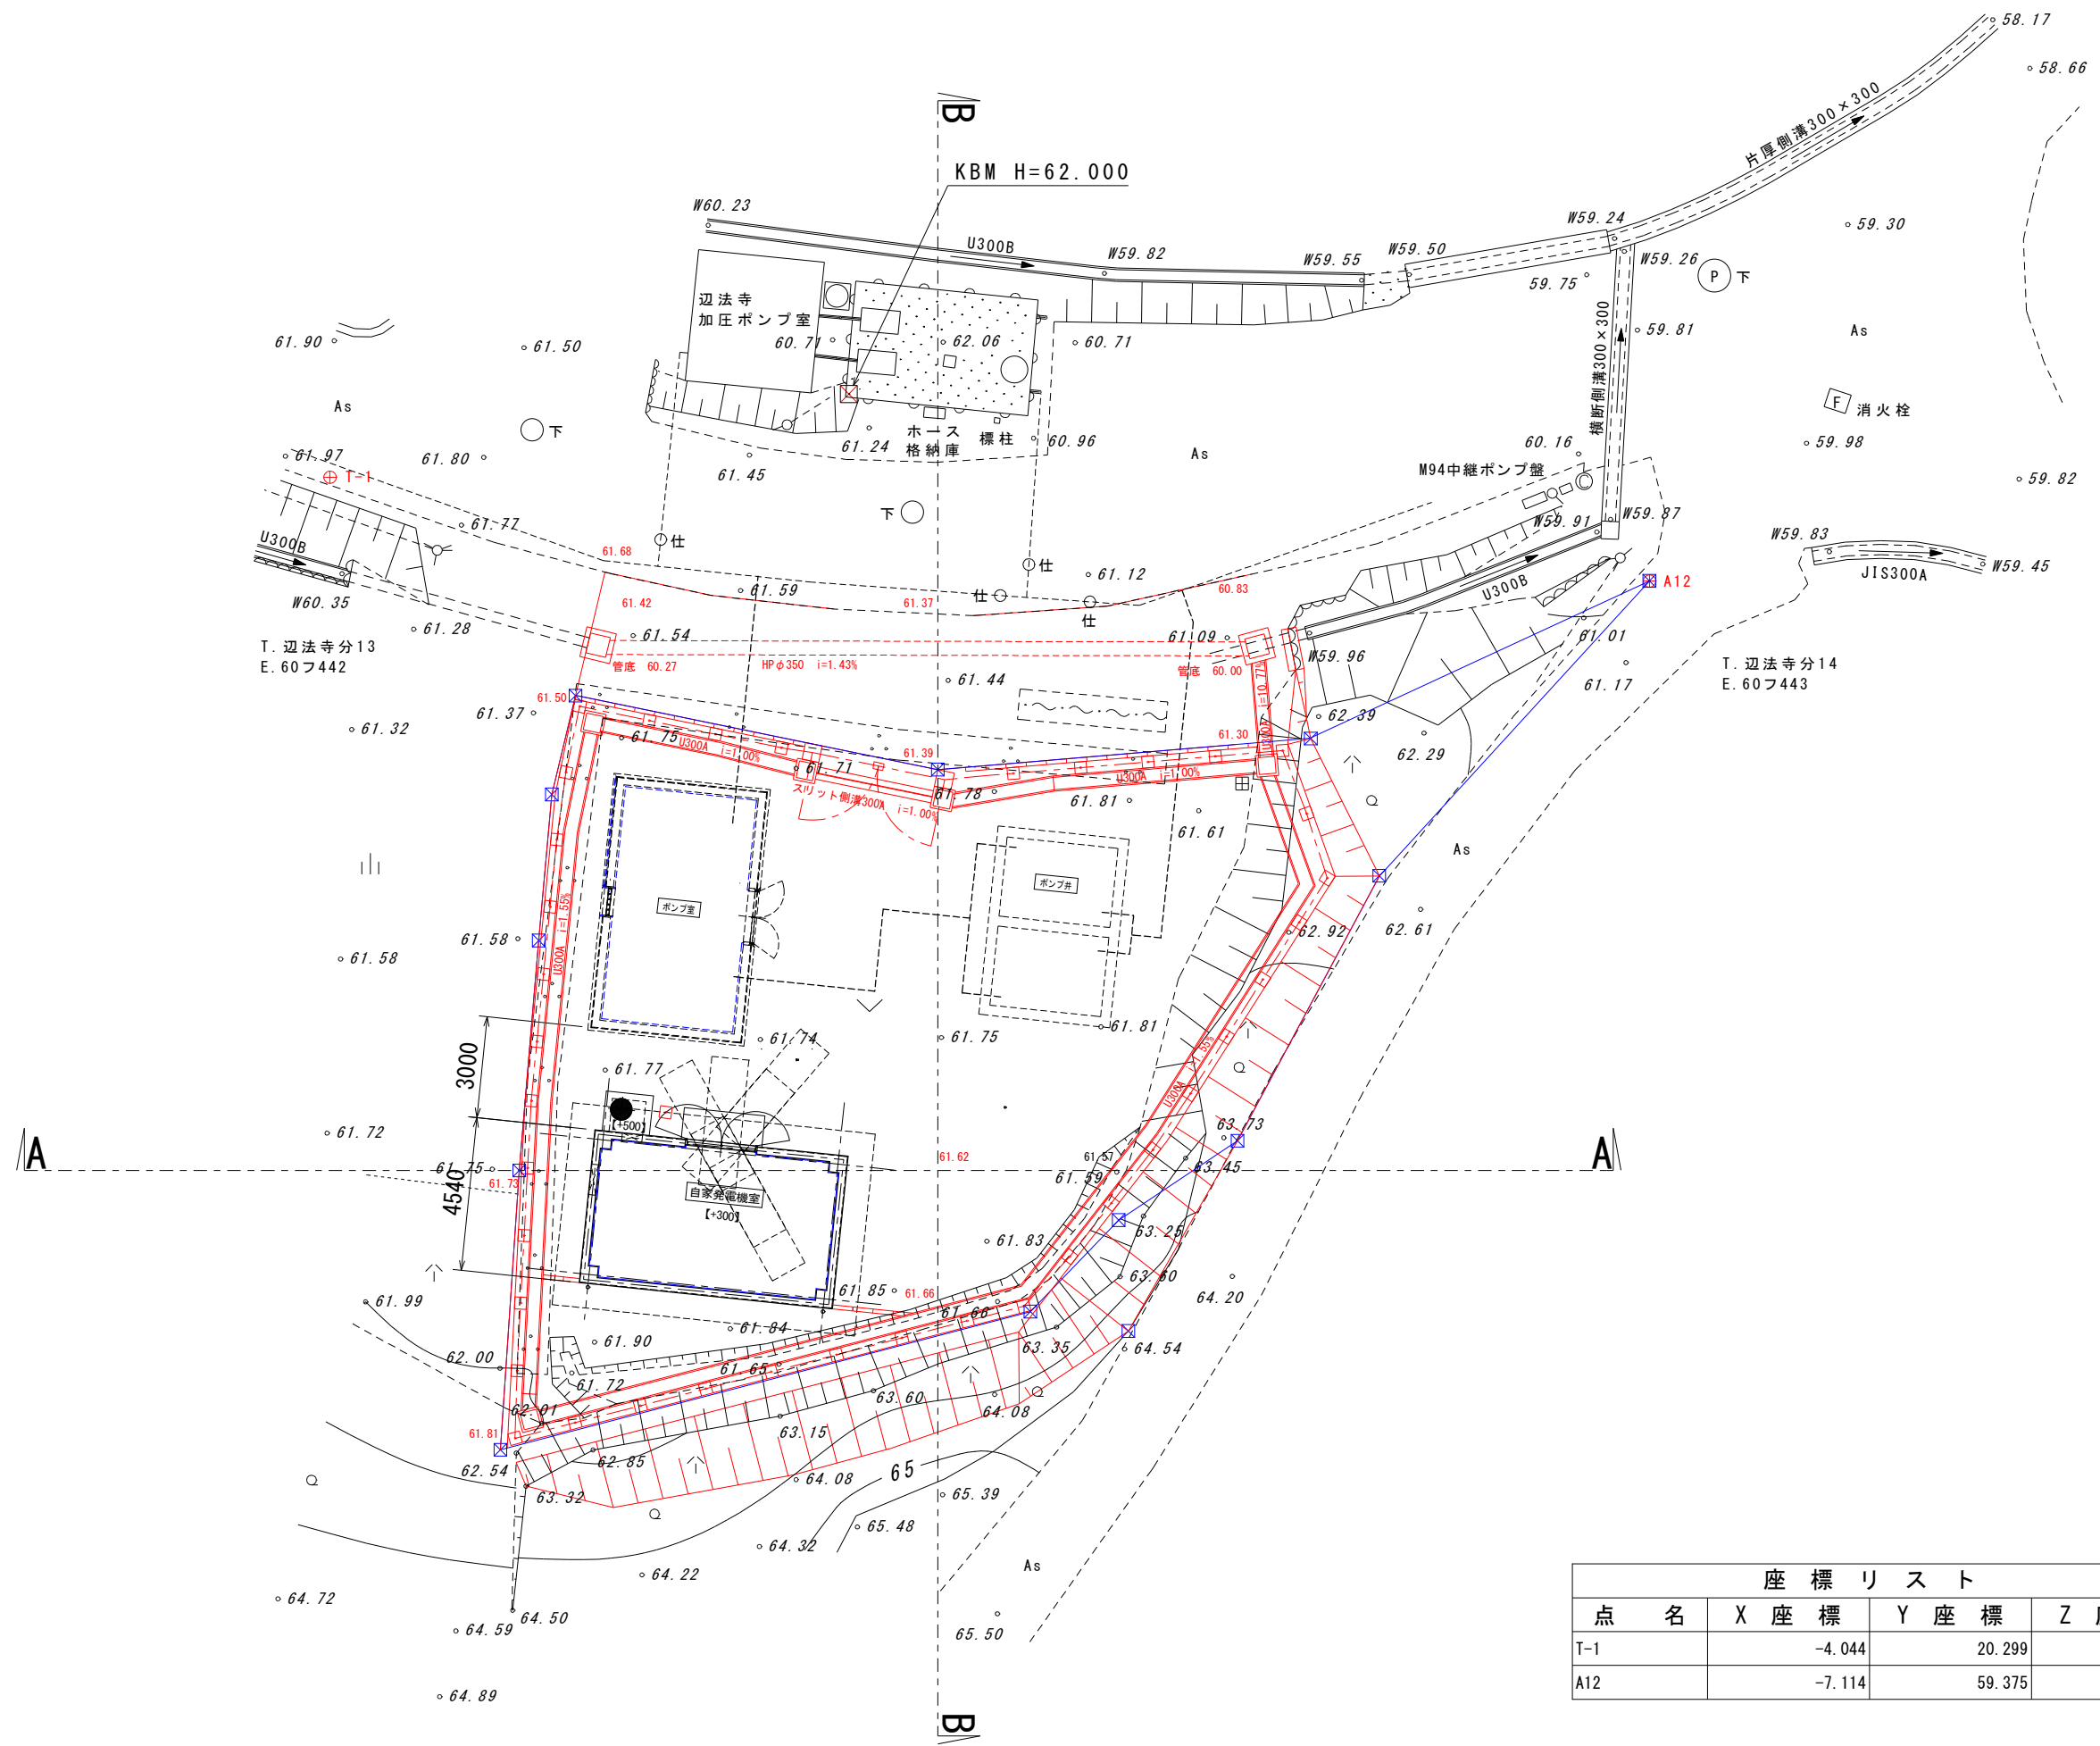 58.17
58.66
B
片厚側溝300×300
KBM H=62.000
W60.23
W59.24
59.30
U300B
W59.82
W59.55
W59.50
W59.26
P
下
59.75
辺法寺
加圧ポンプ室
横断側溝300×300
59.81
As
61.90
61.50
60.71
62.06
60.71
As
F
消火栓
下
61.24
ホース
格納庫
標柱
60.96
As
60.16
59.98
61.97
61.80
61.45
M94中継ポンプ盤
59.82
T-1
下
61.77
W59.91
W59.87
U300B
仕
W59.83
61.68
仕
61.12
W59.45
JIS300A
A12
W60.35
61.42
61.59
61.37
仕
仕
60.83
U300B
61.28
61.54
61.09
61.01
T.辺法寺分13
E.60フ442
管底 60.27
HPφ350 i=1.43%
管底 60.00
W59.96
T.辺法寺分14
E.60フ443
61.44
61.17
61.50
U300A i=10.77%
61.37
62.39
61.32
61.75
U300A i=1.00%
61.39
61.30
62.29
61.71
U300A i=1.00%
スリット側溝300A i=1.00%
61.78
61.81
61.61
As
ポンプ井
ポンプ室
U300A i=1.55%
61.58
62.92
62.61
61.58
61.81
61.74
61.75
3000
61.77
U300A i=1.55%
【+500】
61.72
63.73
A
61.75
61.62
61.57
63.45
A
61.73
61.59
4540
自家発電機室
【+300】
63.25
61.83
63.60
61.99
61.85
61.66
64.20
61.66
61.84
61.90
63.35
64.54
62.00
61.65
61.72
63.60
62.01
64.08
61.81
63.15
62.54
62.85
64.08
65
63.32
65.39
65.48
64.32
As
64.22
64.72
64.50
64.59
65.50
64.89
B
座標リスト
点名 X座標 Y座標 Z
T-1 -4.044 20.299
A12 -7.114 59.375